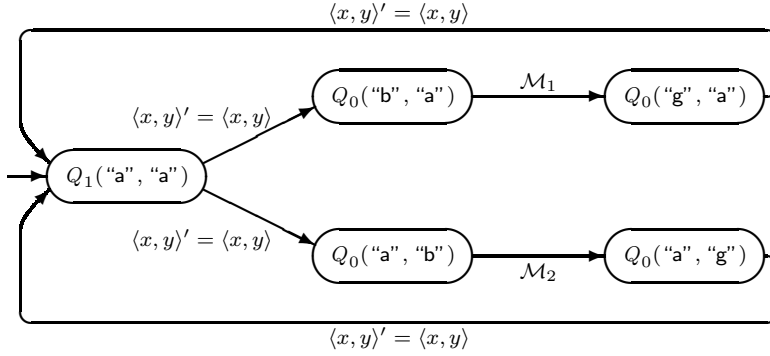 ⟨x, y⟩′ = ⟨x, y⟩
Q₀(“b”, “a”)
ℳ₁
Q₀(“g”, “a”)
⟨x, y⟩′ = ⟨x, y⟩
Q₁(“a”, “a”)
⟨x, y⟩′ = ⟨x, y⟩
Q₀(“a”, “b”)
ℳ₂
Q₀(“a”, “g”)
⟨x, y⟩′ = ⟨x, y⟩